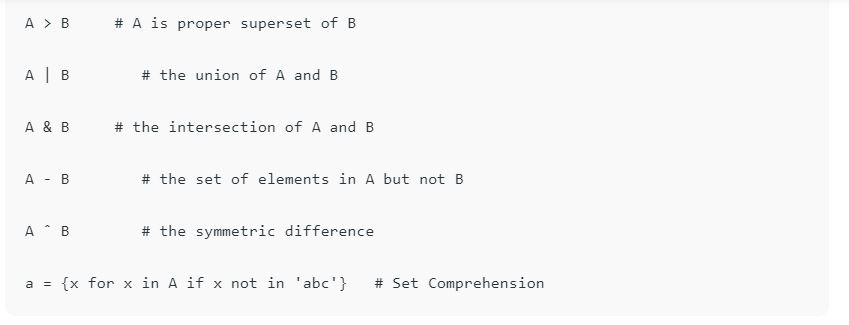 A > B     # A is proper superset of B
A | B        # the union of A and B
A & B     # the intersection of A and B
A - B        # the set of elements in A but not B
A ˆ B        # the symmetric difference
a = {x for x in A if x not in 'abc'}   # Set Comprehension